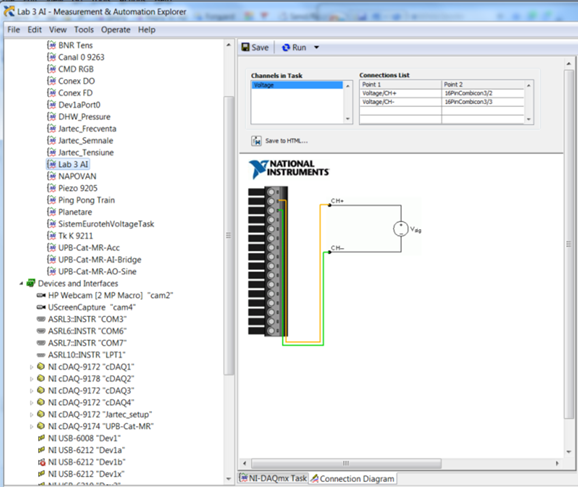 Lab 3 AI - Measurement & Automation Explorer
File Edit View Tools Operate Help
BNR Tens
Canal 0 9263
CMD RGB
Conex DO
Conex FD
Dev1aPort0
DHW_Pressure
Jartec_Frecventa
Jartec_Semnale
Jartec_Tensiune
Lab 3 AI
NAPOVAN
Piezo 9205
Ping Pong Train
Planetare
SistemEurotehVoltageTask
Tk K 9211
UPB-Cat-MR-Acc
UPB-Cat-MR-AI-Bridge
UPB-Cat-MR-AO-Sine
Devices and Interfaces
HP Webcam [2 MP Macro] "cam2"
UScreenCapture "cam4"
ASRL3::INSTR "COM3"
ASRL6::INSTR "COM6"
ASRL7::INSTR "COM7"
ASRL10::INSTR "LPT1"
NI cDAQ-9172 "cDAQ1"
NI cDAQ-9178 "cDAQ2"
NI cDAQ-9172 "cDAQ3"
NI cDAQ-9172 "cDAQ4"
NI cDAQ-9172 "Jartec_setup"
NI cDAQ-9174 "UPB-Cat-MR"
NI USB-6008 "Dev1"
NI USB-6212 "Dev1a"
NI USB-6212 "Dev1b"
NI USB-6212 "Dev1x"
Save Run
Channels in Task
Voltage
Connections List
Point 1 Point 2
Voltage/CH+ 16PinCombicon3/2
Voltage/CH- 16PinCombicon3/3
Save to HTML...
NATIONAL
INSTRUMENTS
CH+
Vsig
CH-
NI-DAQmx Task Connection Diagram